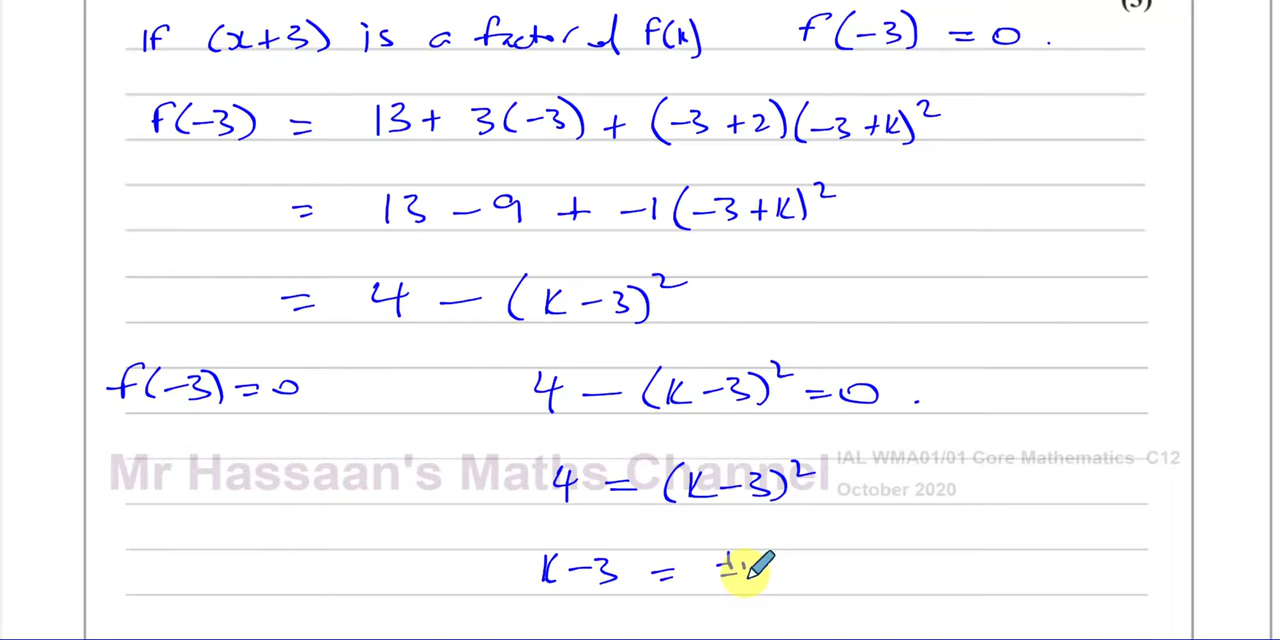 (3)
If (x+3) is a factor of f(x) f(-3) = 0 .
f(-3) = 13 + 3(-3) + (-3 + 2)(-3 + k)²
= 13 - 9 + -1(-3 + k)²
= 4 - (k - 3)²
f(-3) = 0 4 - (k - 3)² = 0 .
Mr Hassaan's Maths Channel IAL WMA01/01 Core Mathematics C12
October 2020
4 = (k - 3)²
k - 3 = ±